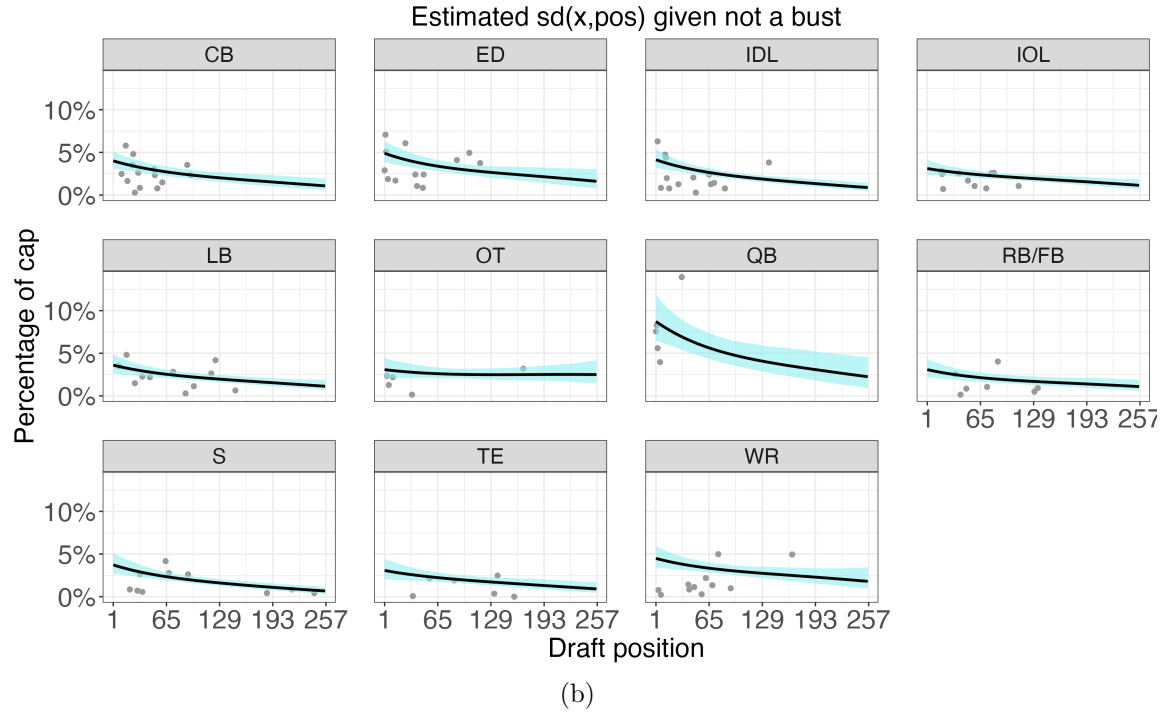 Estimated sd(x,pos) given not a bust
CB ED IDL IOL
10%
5%
0%
LB OT QB RB/FB
10%
5%
0%
1 65 129 193 257
S TE WR
10%
5%
0%
1 65 129 193 257 1 65 129 193 257 1 65 129 193 257
Percentage of cap
Draft position
(b)